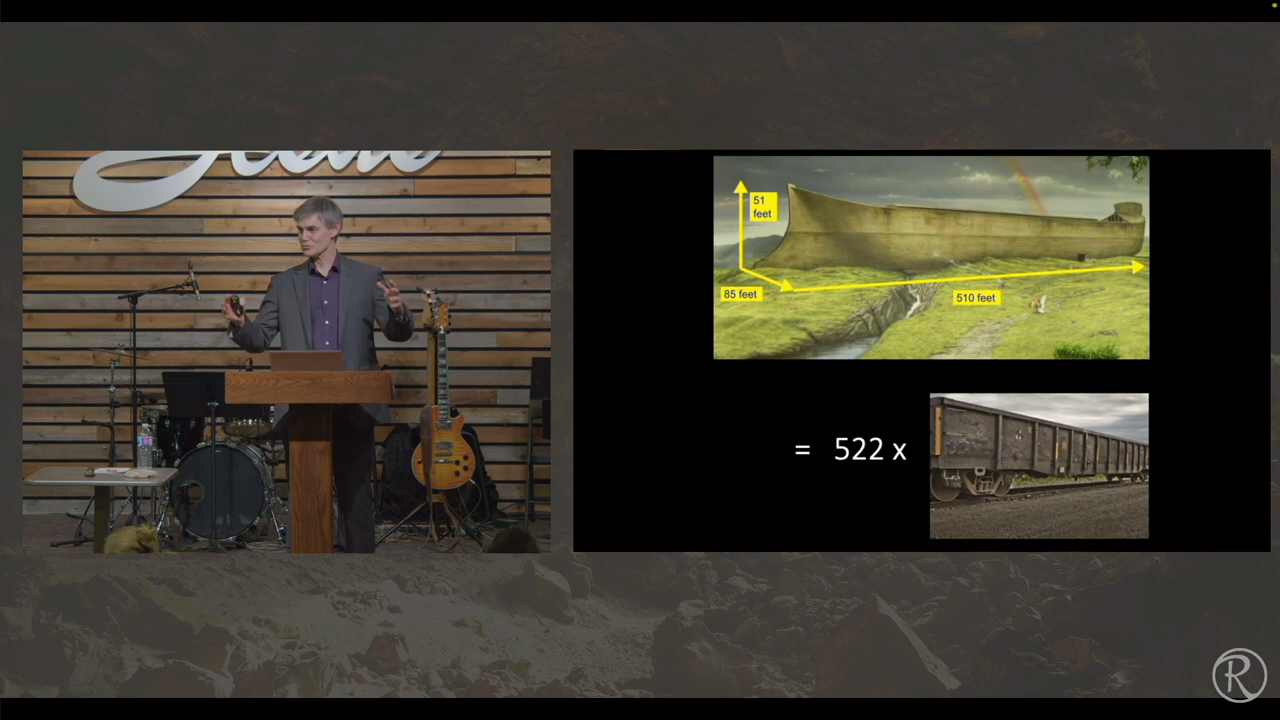 51
feet
85 feet
510 feet
= 522 x
R